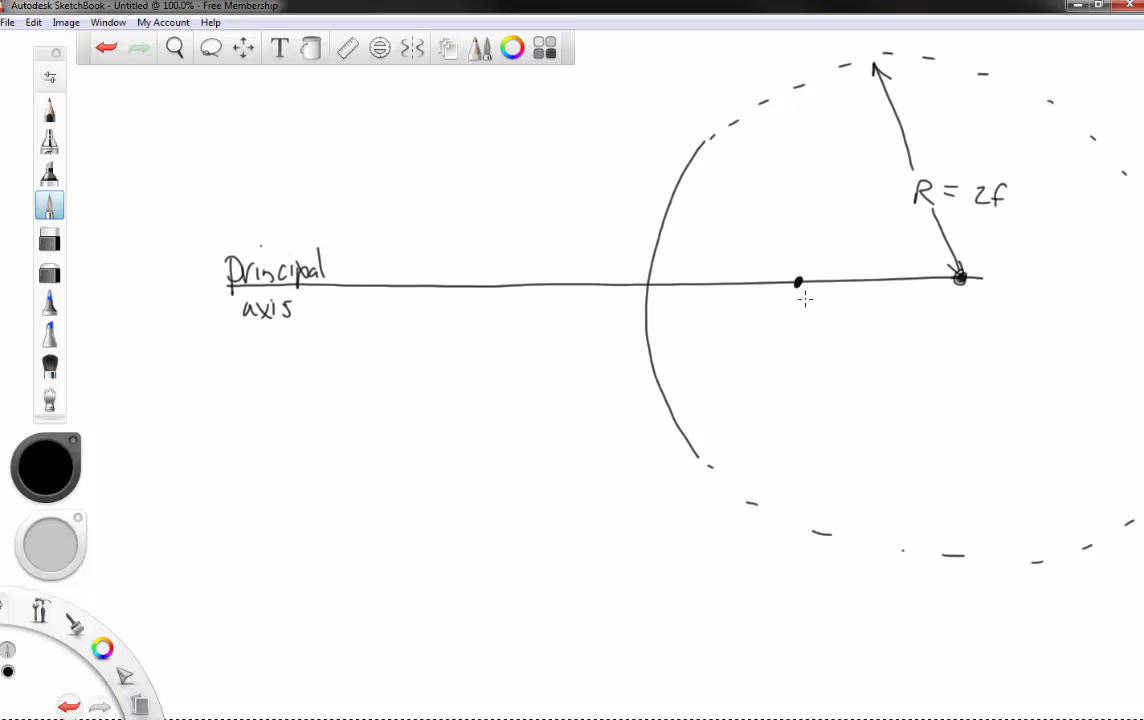 Autodesk SketchBook - Untitled @ 100.0% - Free Membership
File Edit Image Window My Account Help
R = 2f
principal
axis